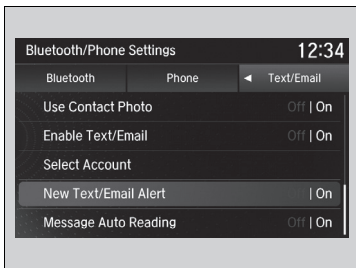 Bluetooth/Phone Settings 12:34
Bluetooth Phone ◄ Text/Email
Use Contact Photo Off | On
Enable Text/Email Off | On
Select Account
New Text/Email Alert | On
Message Auto Reading Off | On